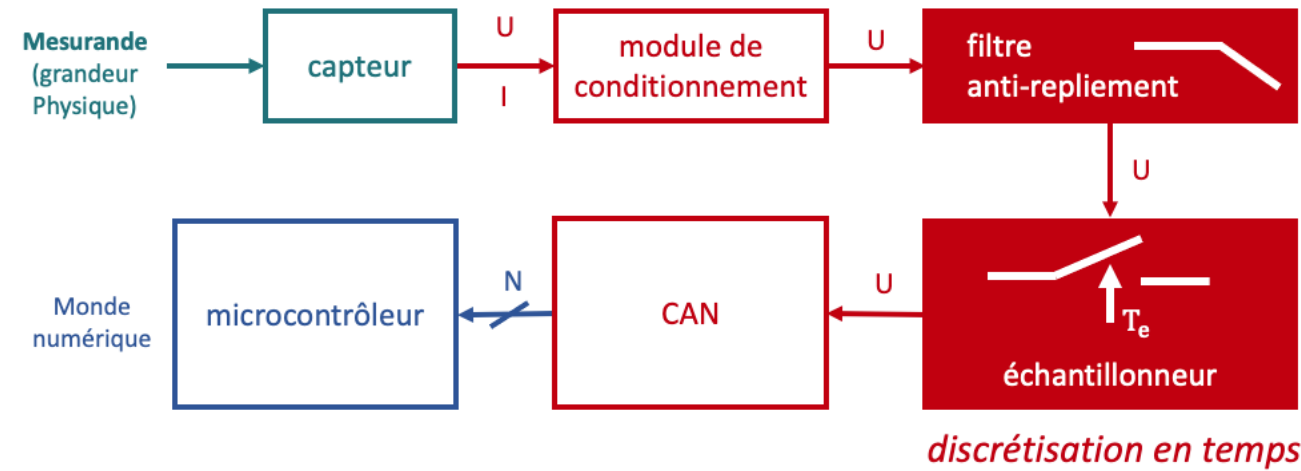 Mesurande
(grandeur
Physique)
capteur
U
I
module de
conditionnement
U
filtre
anti-repliement
U
Monde
numérique
microcontrôleur
N
CAN
U
Te
échantillonneur
discrétisation en temps